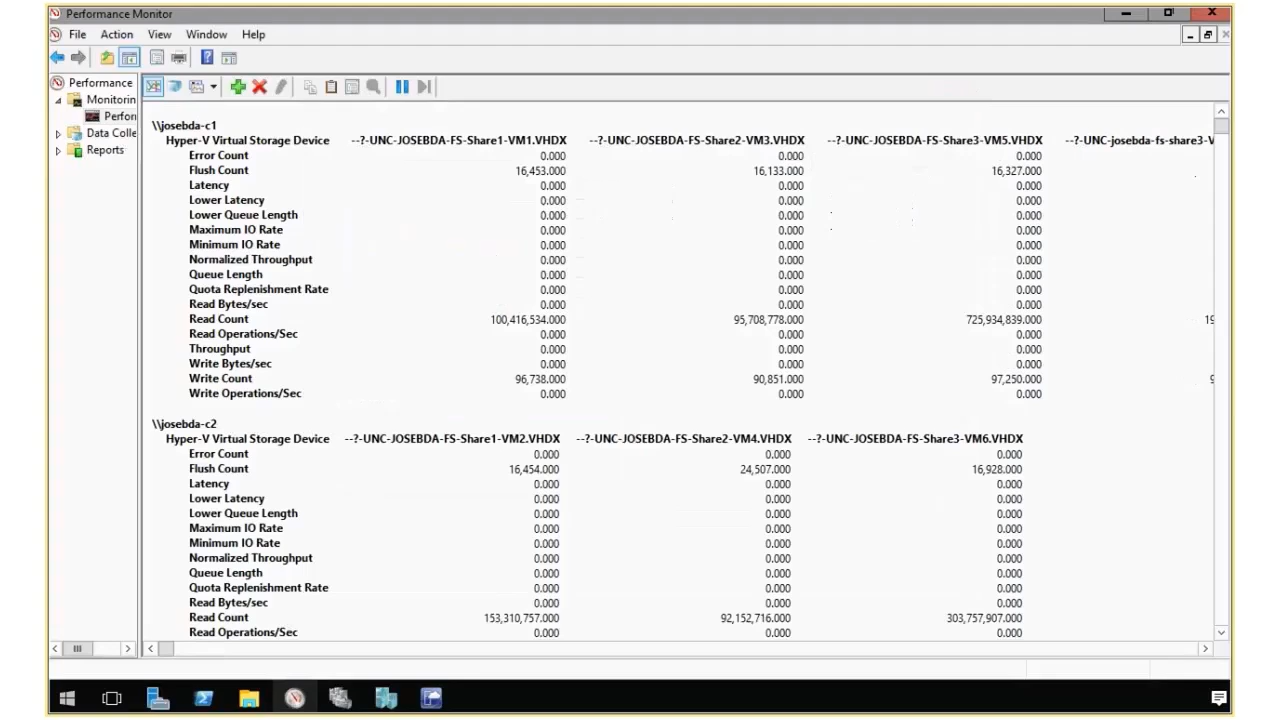 Performance Monitor
File Action View Window Help
Performance
Monitorin
Perfon
Data Colle
Reports
\\josebda-c1
Hyper-V Virtual Storage Device --?-UNC-JOSEBDA-FS-Share1-VM1.VHDX --?-UNC-JOSEBDA-FS-Share2-VM3.VHDX --?-UNC-JOSEBDA-FS-Share3-VM5.VHDX --?-UNC-josebda-fs-share3-V
Error Count 0.000 0.000 0.000
Flush Count 16,453.000 16,133.000 16,327.000
Latency 0.000 0.000 0.000
Lower Latency 0.000 0.000 0.000
Lower Queue Length 0.000 0.000 0.000
Maximum IO Rate 0.000 0.000 0.000
Minimum IO Rate 0.000 0.000 0.000
Normalized Throughput 0.000 0.000 0.000
Queue Length 0.000 0.000 0.000
Quota Replenishment Rate 0.000 0.000 0.000
Read Bytes/sec 0.000 0.000 0.000
Read Count 100,416,534.000 95,708,778.000 725,934,839.000 19
Read Operations/Sec 0.000 0.000 0.000
Throughput 0.000 0.000 0.000
Write Bytes/sec 0.000 0.000 0.000
Write Count 96,738.000 90,851.000 97,250.000 9
Write Operations/Sec 0.000 0.000 0.000
\\josebda-c2
Hyper-V Virtual Storage Device --?-UNC-JOSEBDA-FS-Share1-VM2.VHDX --?-UNC-JOSEBDA-FS-Share2-VM4.VHDX --?-UNC-JOSEBDA-FS-Share3-VM6.VHDX
Error Count 0.000 0.000 0.000
Flush Count 16,454.000 24,507.000 16,928.000
Latency 0.000 0.000 0.000
Lower Latency 0.000 0.000 0.000
Lower Queue Length 0.000 0.000 0.000
Maximum IO Rate 0.000 0.000 0.000
Minimum IO Rate 0.000 0.000 0.000
Normalized Throughput 0.000 0.000 0.000
Queue Length 0.000 0.000 0.000
Quota Replenishment Rate 0.000 0.000 0.000
Read Bytes/sec 0.000 0.000 0.000
Read Count 153,310,757.000 92,152,716.000 303,757,907.000
Read Operations/Sec 0.000 0.000 0.000